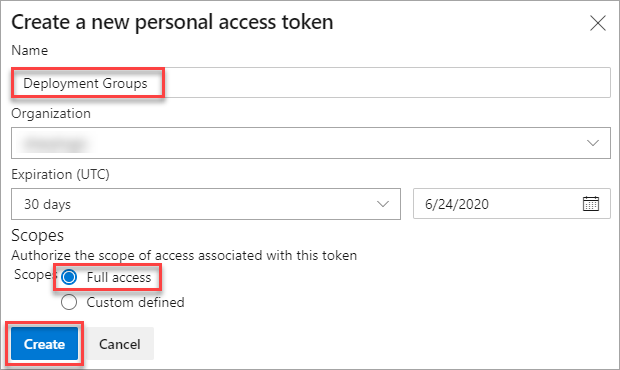 Create a new personal access token
Name
Deployment Groups
Organization
Expiration (UTC)
30 days
6/24/2020
Scopes
Authorize the scope of access associated with this token
Scopes
Full access
Custom defined
Create
Cancel